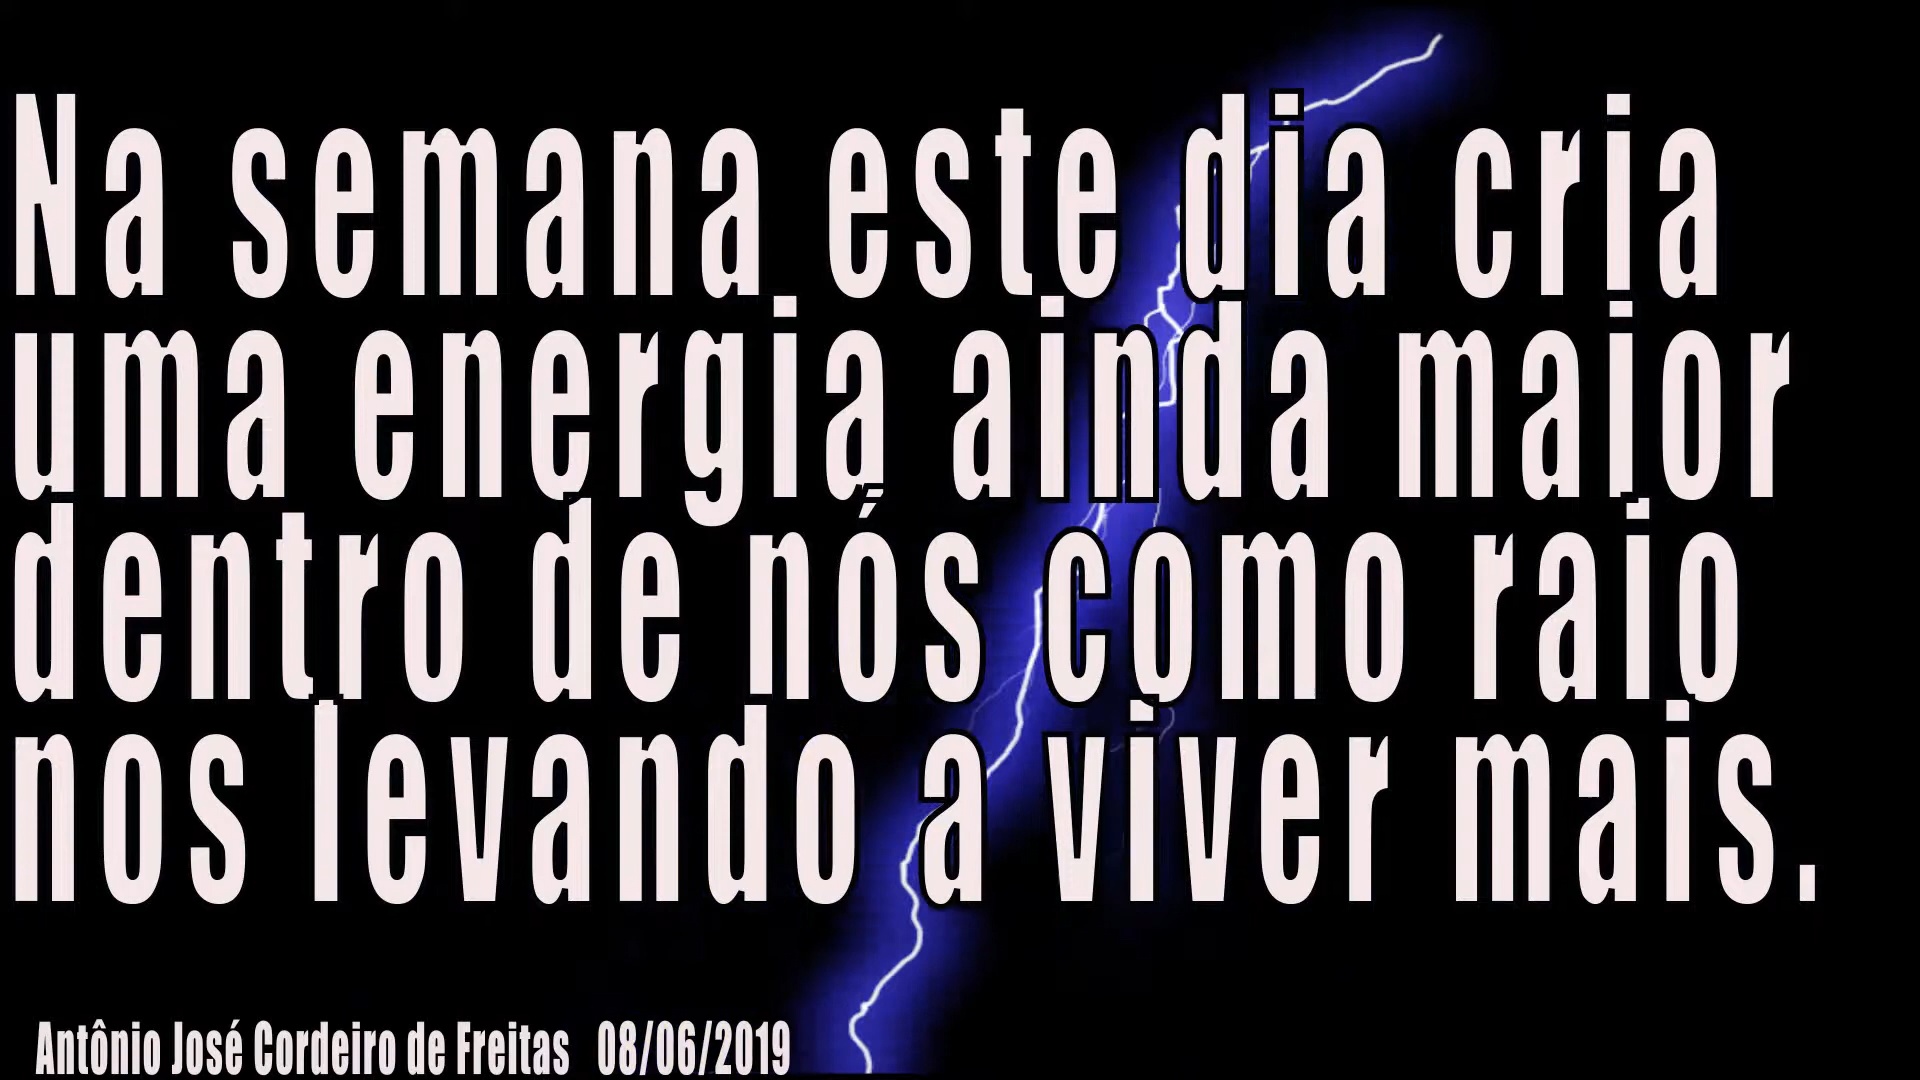 Na semana este dia cria
uma energia ainda maior
dentro de nós como raio
nos levando a viver mais.
Antônio José Cordeiro de Freitas 08/06/2019